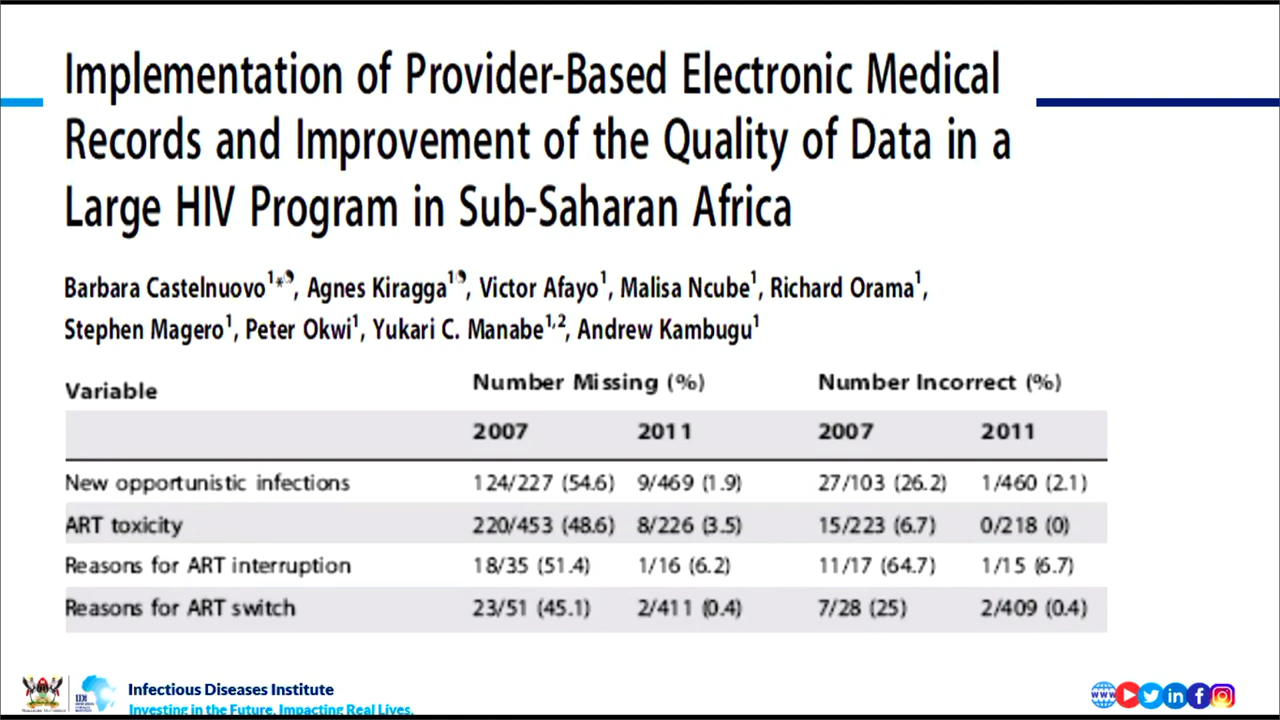 Implementation of Provider-Based Electronic Medical
Records and Improvement of the Quality of Data in a
Large HIV Program in Sub-Saharan Africa
Barbara Castelnuovo1*, Agnes Kiragga1, Victor Afayo1, Malisa Ncube1, Richard Orama1,
Stephen Magero1, Peter Okwi1, Yukari C. Manabe1,2, Andrew Kambugu1
Variable Number Missing (%) Number Incorrect (%)
2007 2011 2007 2011
New opportunistic infections 124/227 (54.6) 9/469 (1.9) 27/103 (26.2) 1/460 (2.1)
ART toxicity 220/453 (48.6) 8/226 (3.5) 15/223 (6.7) 0/218 (0)
Reasons for ART interruption 18/35 (51.4) 1/16 (6.2) 11/17 (64.7) 1/15 (6.7)
Reasons for ART switch 23/51 (45.1) 2/411 (0.4) 7/28 (25) 2/409 (0.4)
Infectious Diseases Institute
Investing in the Future. Impacting Real Lives.